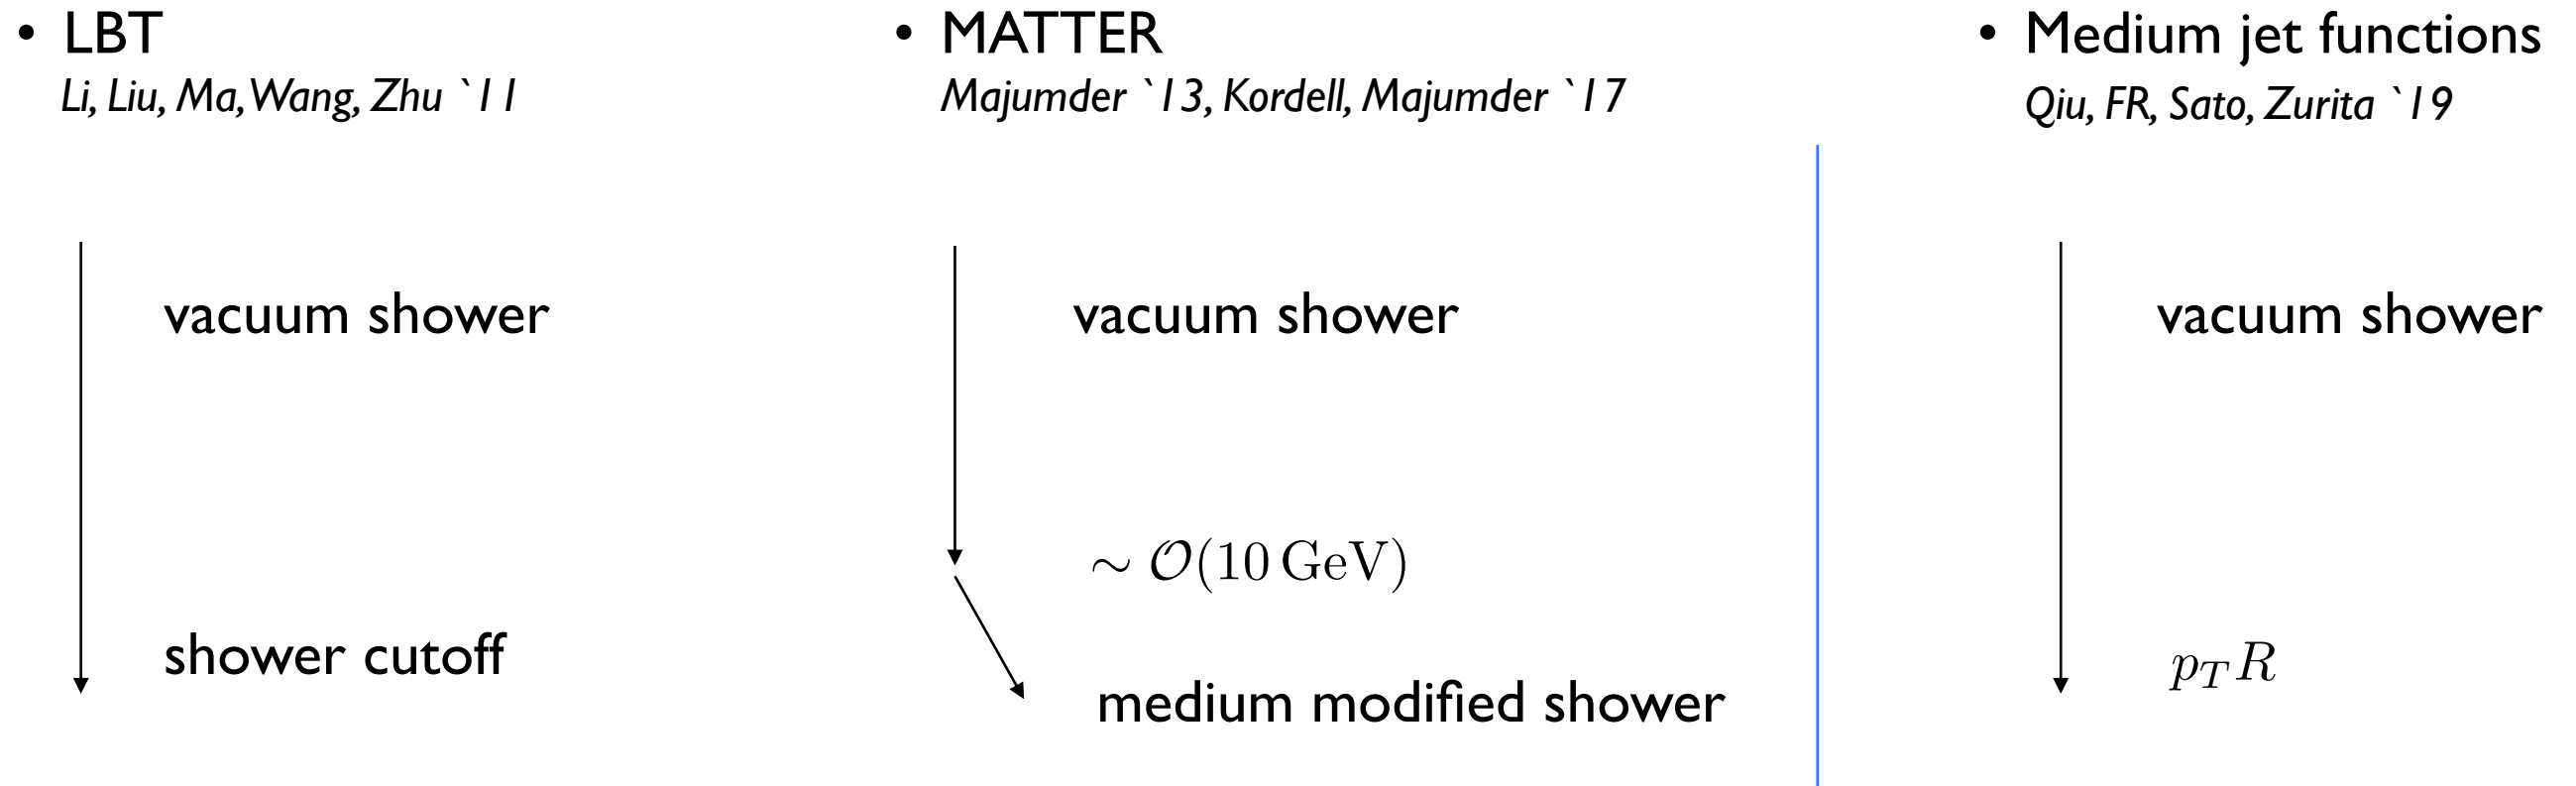 • LBT
Li, Liu, Ma, Wang, Zhu `11
vacuum shower
shower cutoff
• MATTER
Majumder `13, Kordell, Majumder `17
vacuum shower
∼ 𝒪(10 GeV)
medium modified shower
• Medium jet functions
Qiu, FR, Sato, Zurita `19
vacuum shower
p_T R